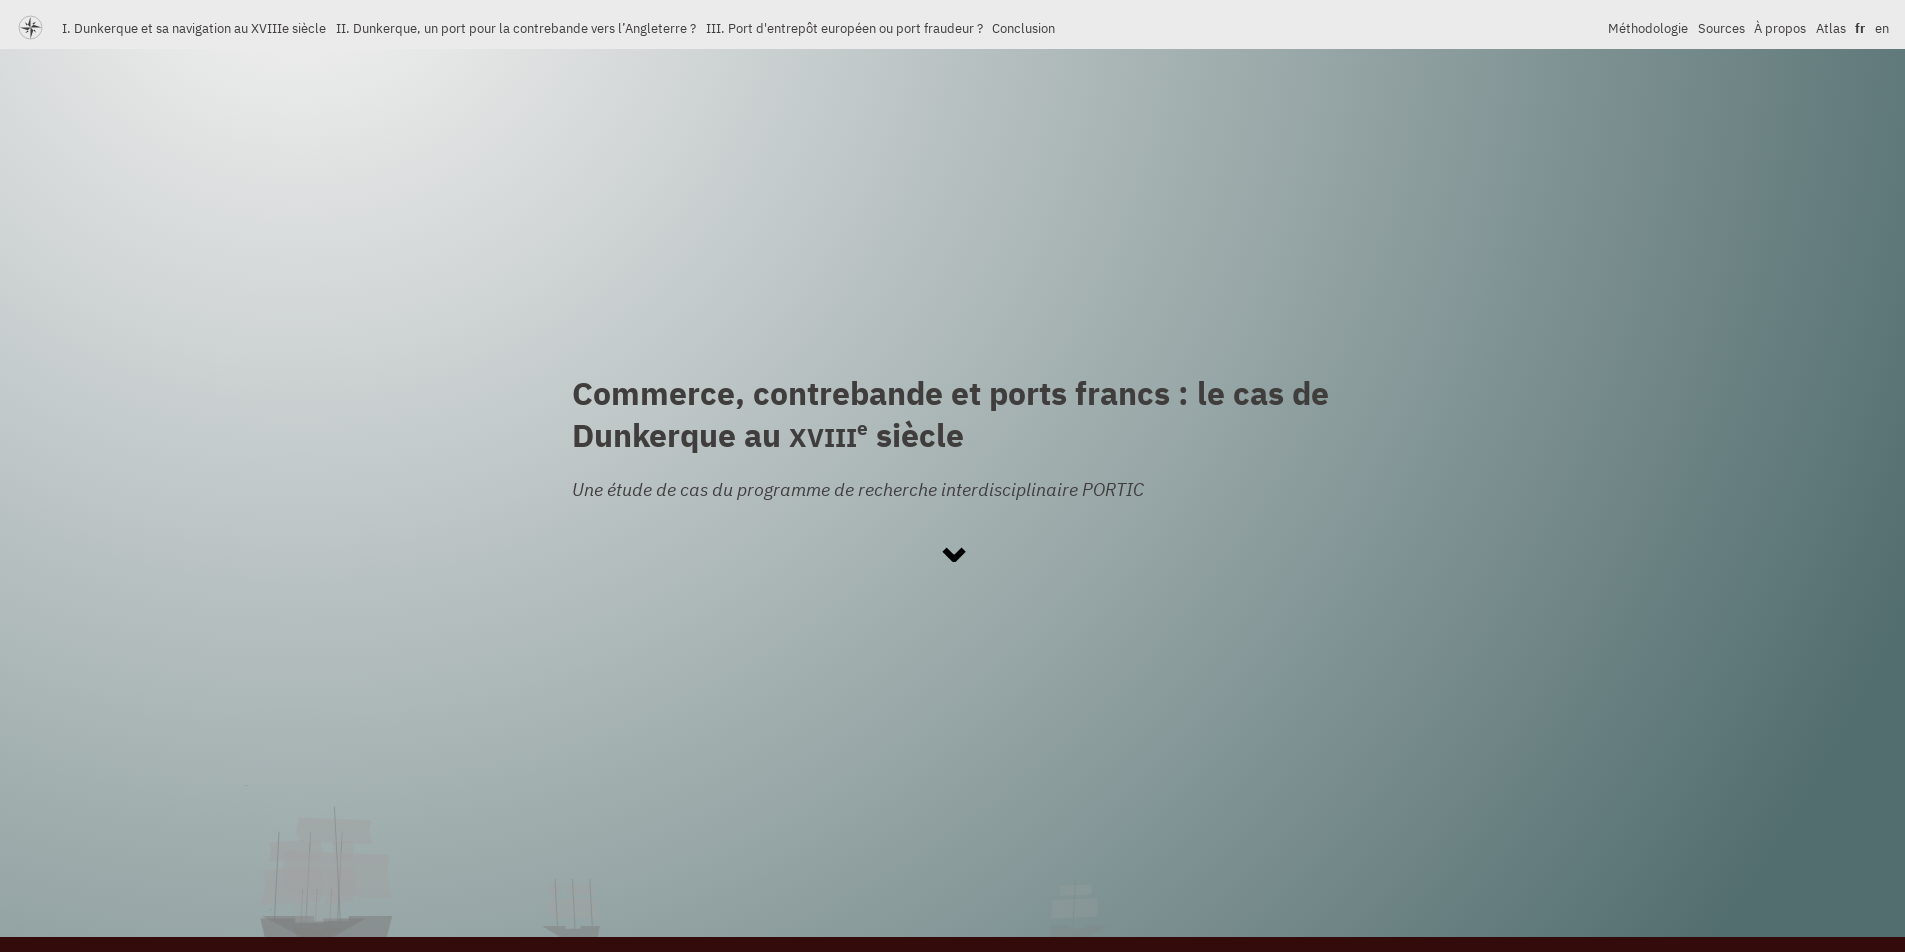 I. Dunkerque et sa navigation au XVIIIe siècle II. Dunkerque, un port pour la contrebande vers l’Angleterre ? III. Port d'entrepôt européen ou port fraudeur ? Conclusion Méthodologie Sources À propos Atlas fr en
Commerce, contrebande et ports francs : le cas de
Dunkerque au XVIIIe siècle
Une étude de cas du programme de recherche interdisciplinaire PORTIC